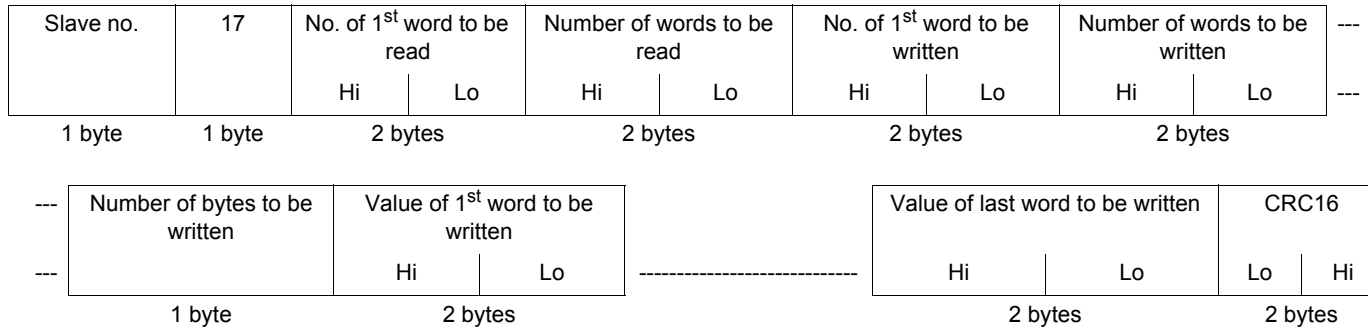 Slave no. 17 No. of 1st word to be read Number of words to be read No. of 1st word to be written Number of words to be written ---
Hi Lo Hi Lo Hi Lo Hi Lo ---
1 byte 1 byte 2 bytes 2 bytes 2 bytes 2 bytes
--- Number of bytes to be written Value of 1st word to be written Value of last word to be written CRC16
--- Hi Lo ----------------------------- Hi Lo Lo Hi
1 byte 2 bytes 2 bytes 2 bytes